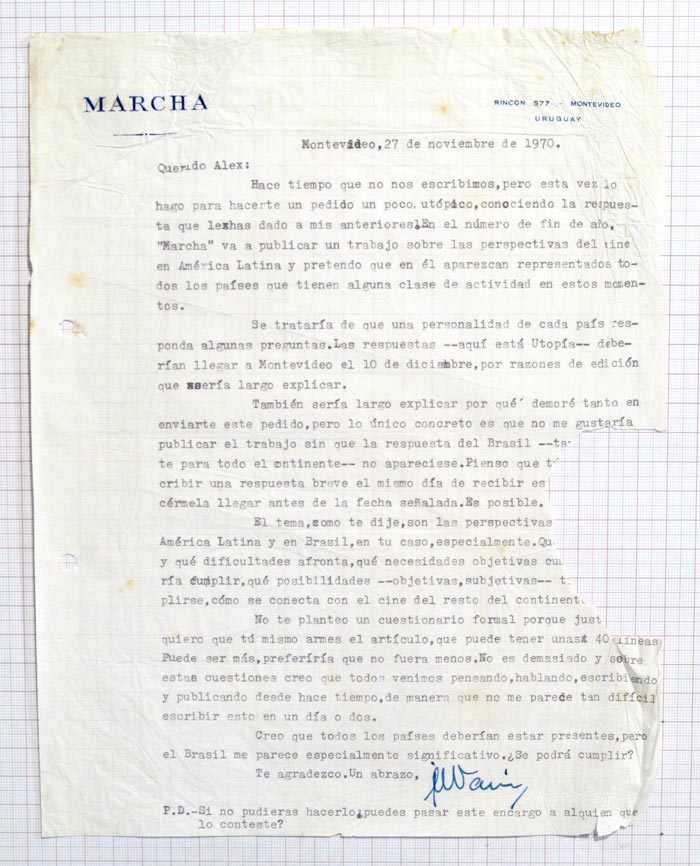 MARCHA
RINCÓN 577 - MONTEVIDEO
URUGUAY
Montevideo, 27 de noviembre de 1970.
Querido Alex:
Hace tiempo que no nos escribimos,pero esta vez lo
hago para hacerte un pedido un poco utópico,conociendo la respues-
ta que lexhas dado a mis anteriores.En el número de fin de año,
"Marcha" va a publicar un trabajo sobre las perspectivas del cine
en América Latina y pretendo que en él aparezcan representados to-
dos los países que tienen alguna clase de actividad en estos momen-
tos.
Se trataría de que una personalidad de cada país res-
ponda algunas preguntas.Las respuestas --aquí está Utopía-- debe-
rían llegar a Montevideo el 10 de diciembre,por razones de edición
que sería largo explicar.
También sería largo explicar por qué demoré tanto en
enviarte este pedido,pero lo único concreto es que no me gustaría
publicar el trabajo sin que la respuesta del Brasil --ta
te para todo el ontinente-- no apareciese.Pienso que t
cribir una respuesta breve el mismo día de recibir es
cérmela llegar antes de la fecha señalada.Es posible.
El tema,como te dije,son las perspectivas
América Latina y en Brasil,en tu caso,especialmente.Qu
y qué dificultades afronta,qué necesidades objetivas cu
ría cumplir,qué posibilidades --objetivas,subjetivas-- t
plirse,cómo se conecta con el cine del resto del continent
No te planteo un cuestionario formal porque just
quiero que tú mismo armes el artículo,que puede tener unas 40 líneas
Puede ser más,preferiría que no fuera menos.No es demasiado y sobre
estas cuestiones creo que todos venimos pensando,hablando,escribiendo
y publicando desde hace tiempo,de manera que no me parece tan difícil
escribir esto en un día o dos.
Creo que todos los países deberían estar presentes,pero
el Brasil me parece especialmente significativo.¿Se podrá cumplir?
Te agradezco.Un abrazo,
P.D.-Si no pudieras hacerlo¿puedes pasar este encargo a alquien que
lo conteste?